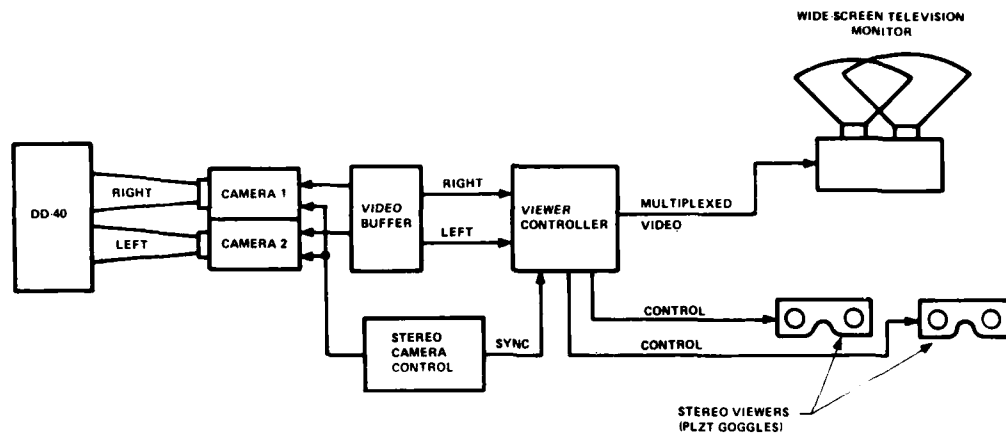 WIDE-SCREEN TELEVISION
MONITOR
DD-40
RIGHT
LEFT
CAMERA 1
CAMERA 2
VIDEO
BUFFER
RIGHT
LEFT
VIEWER
CONTROLLER
MULTIPLEXED
VIDEO
STEREO
CAMERA
CONTROL
SYNC
CONTROL
CONTROL
STEREO VIEWERS
(PLZT GOGGLES)